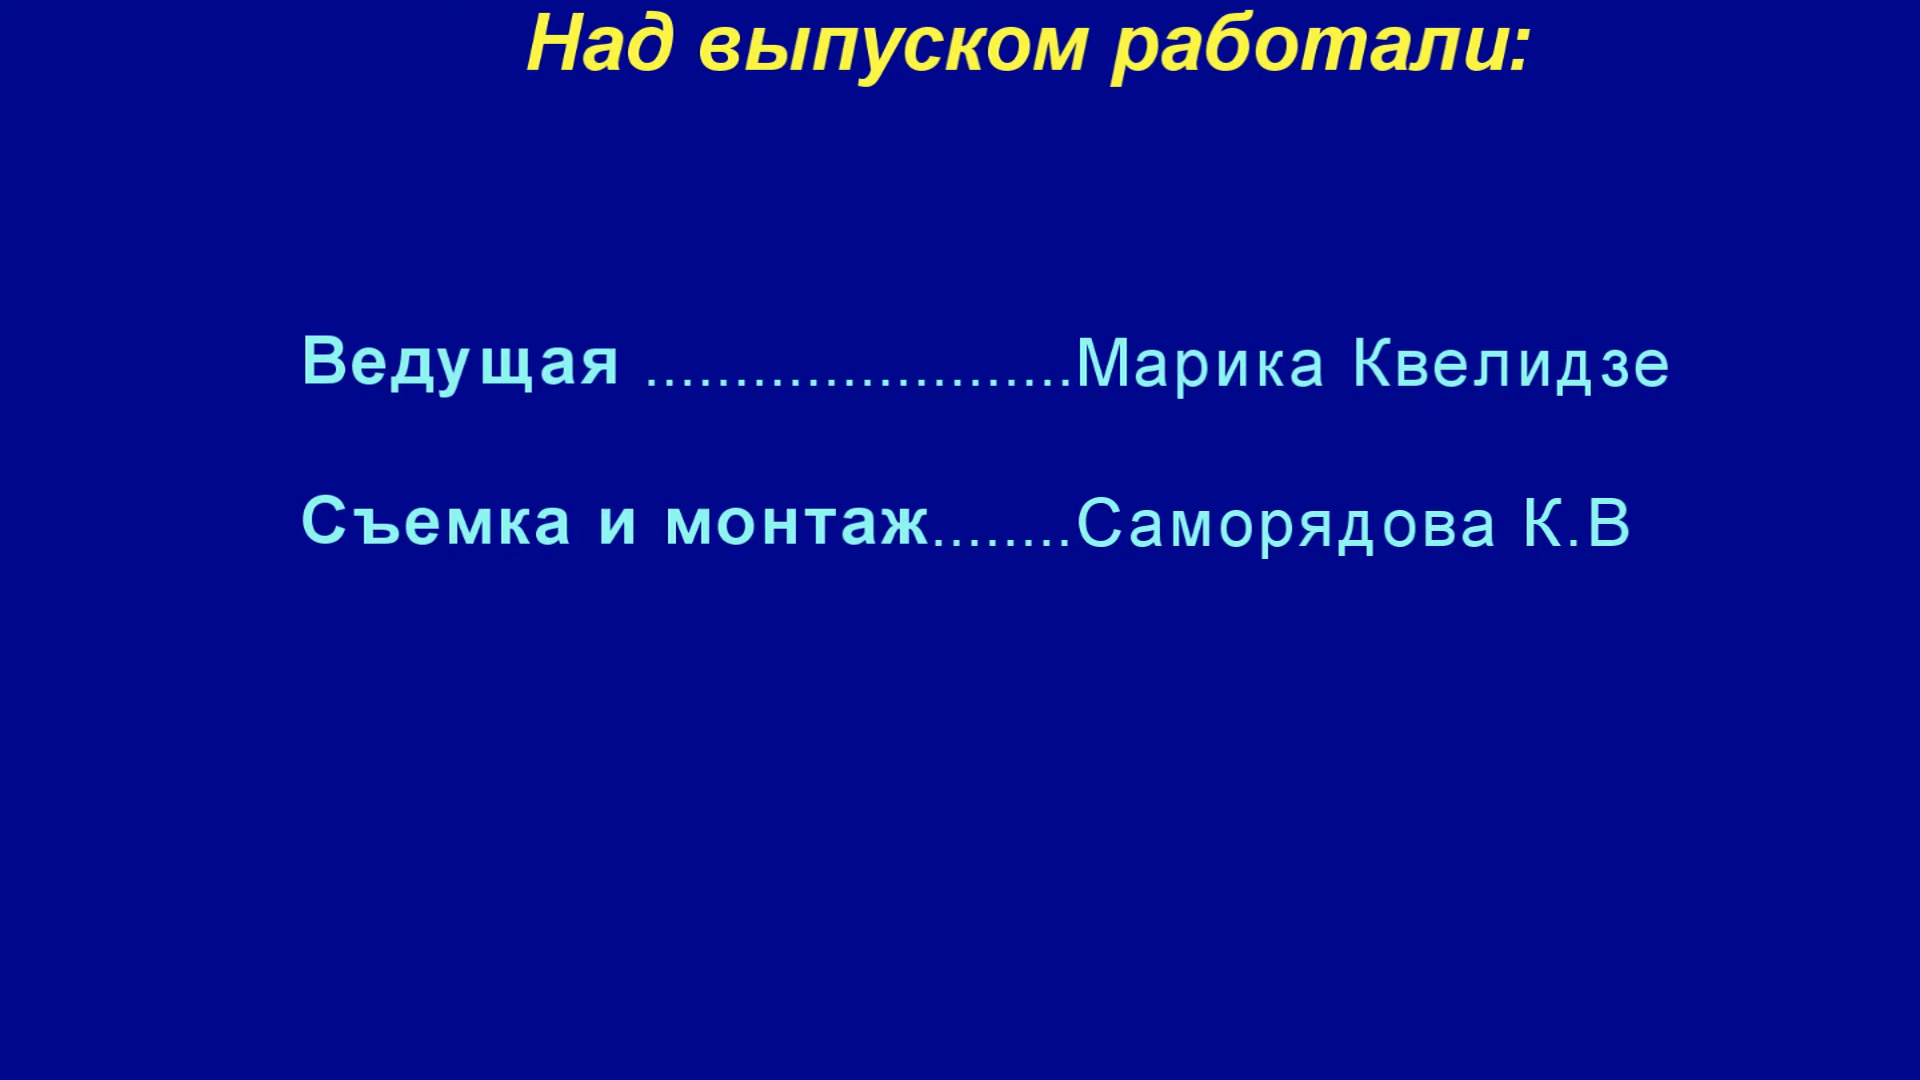 Над выпуском работали:
Ведущая ........................Марика Квелидзе
Съемка и монтаж........Саморядова К.В